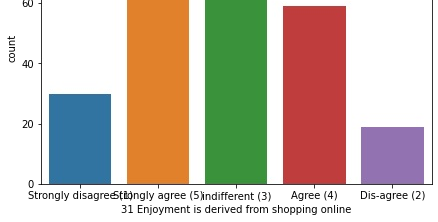 60
count
40
20
0
Strongly disagree (1) Strongly agree (5) indifferent (3) Agree (4) Dis-agree (2)
31 Enjoyment is derived from shopping online